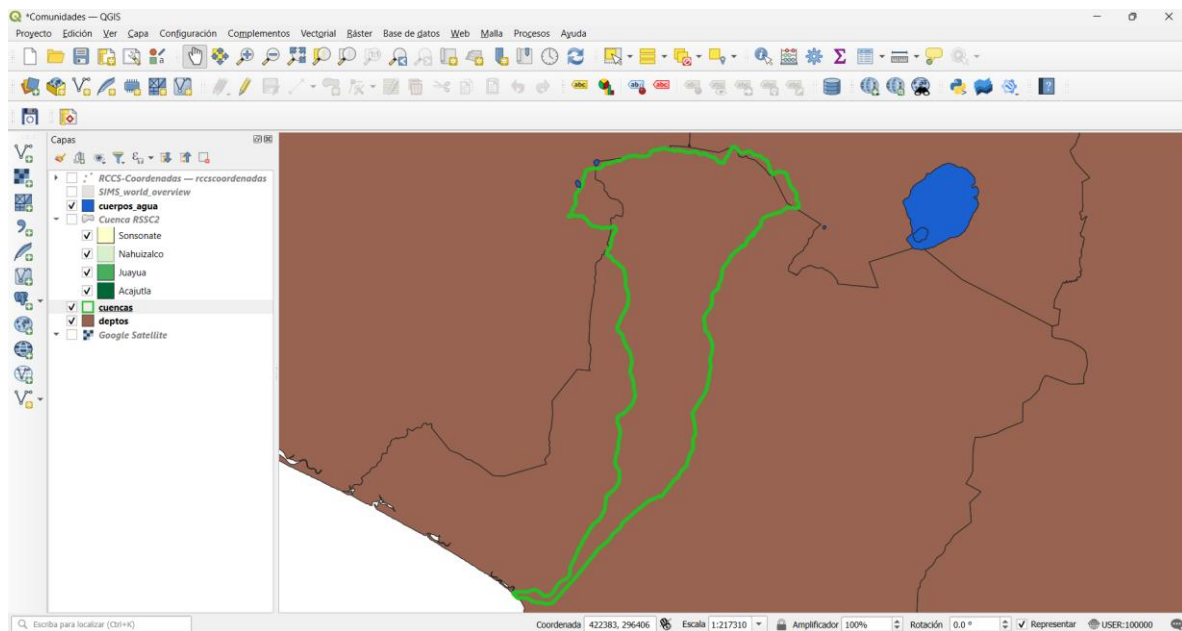 *Comunidades — QGIS
Proyecto Edición Ver Capa Configuración Complementos Vectorial Ráster Base de datos Web Malla Procesos Ayuda
abc
abc
Capas
RCCS-Coordenadas — rccscoordenadas
SIMS_world_overview
cuerpos_agua
Cuenca RSSC2
Sonsonate
Nahuizalco
Juayua
Acajutla
cuencas
deptos
Google Satellite
Escriba para localizar (Ctrl+K)
Coordenada 422383, 296406 Escala 1:217310 Amplificador 100% Rotación 0.0 ° Representar USER:100000